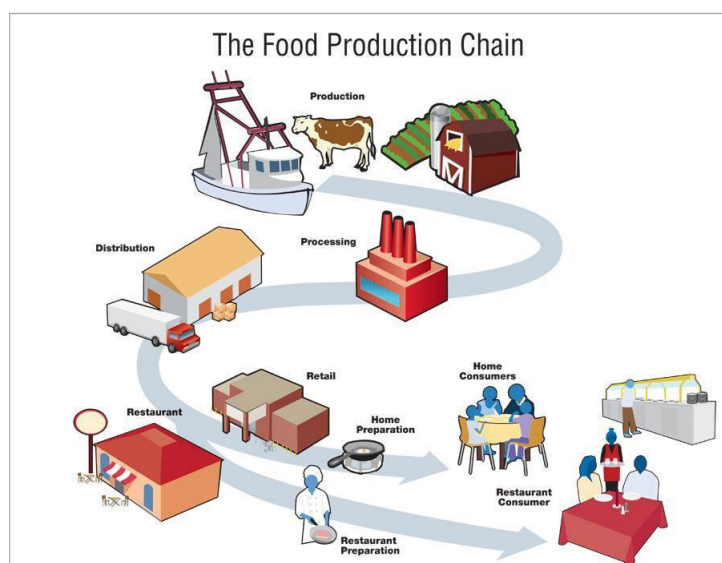 The Food Production Chain
Production
Distribution
Processing
Retail
Home
Consumers
Restaurant
Home
Preparation
Restaurant
Consumer
Restaurant
Preparation